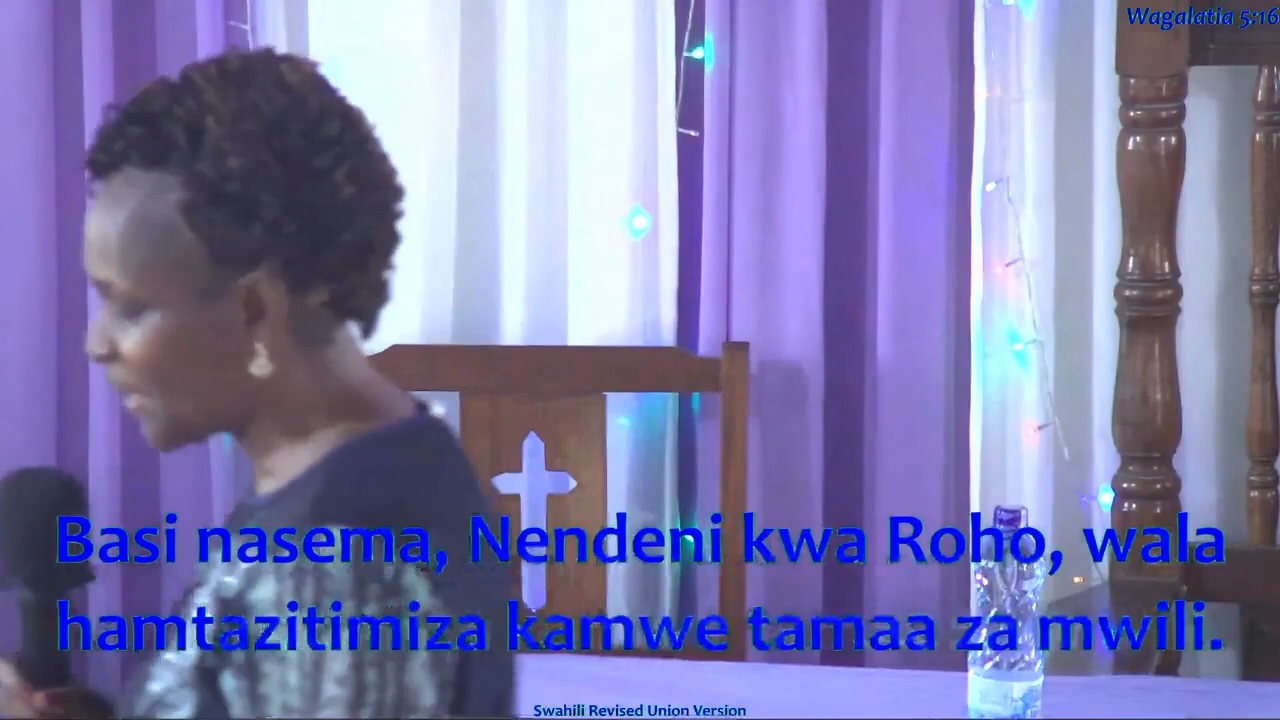 Wagalatia 5:16
Basi nasema, Nendeni kwa Roho, wala
hamtazitimiza kamwe tamaa za mwili.
Swahili Revised Union Version